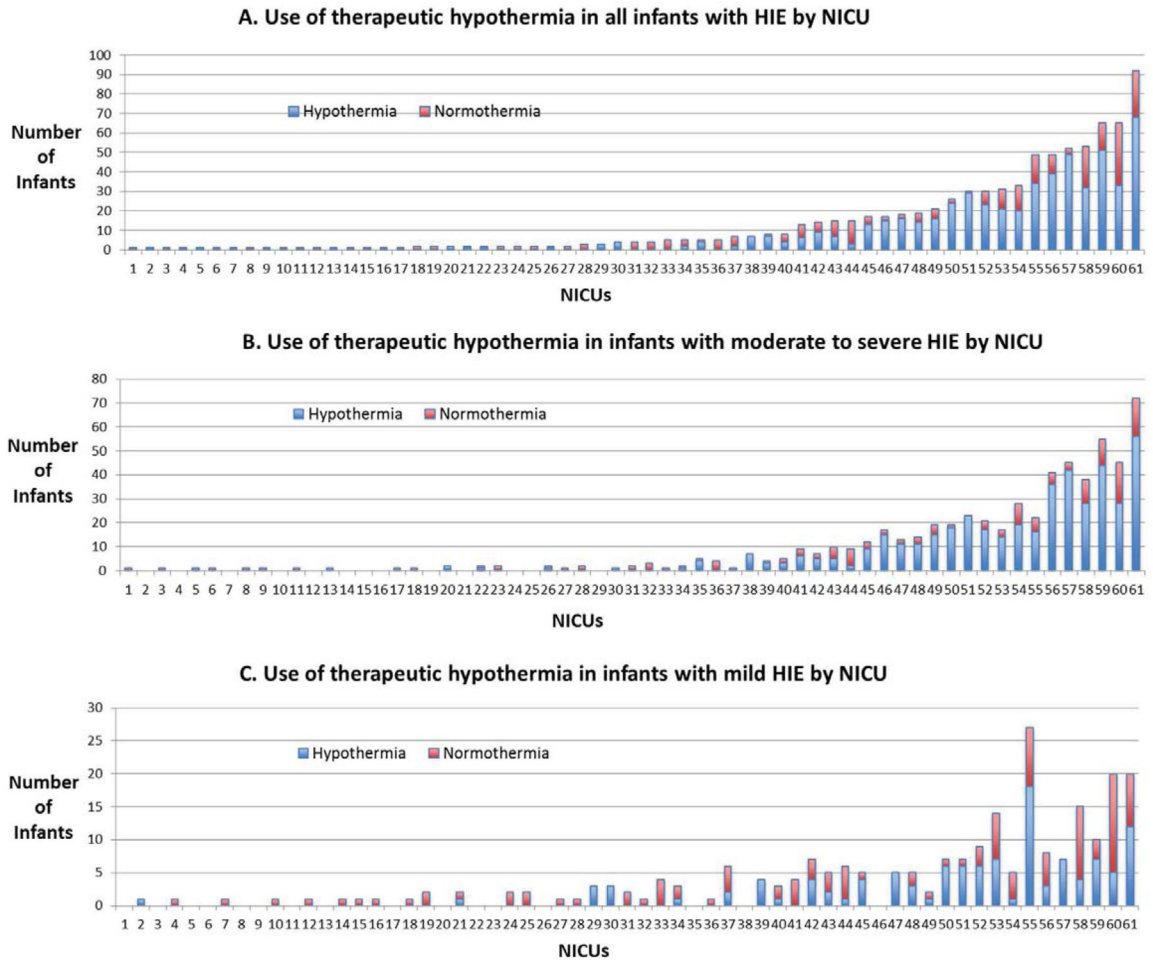 A. Use of therapeutic hypothermia in all infants with HIE by NICU
100
90
80
70
60
50
40
30
20
10
0
Number
of
Infants
Hypothermia Normothermia
1 2 3 4 5 6 7 8 9 10 11 12 13 14 15 16 17 18 19 20 21 22 23 24 25 26 27 28 29 30 31 32 33 34 35 36 37 38 39 40 41 42 43 44 45 46 47 48 49 50 51 52 53 54 55 56 57 58 59 60 61
NICUs
B. Use of therapeutic hypothermia in infants with moderate to severe HIE by NICU
80
70
60
50
40
30
20
10
0
Number
of
Infants
Hypothermia Normothermia
1 2 3 4 5 6 7 8 9 10 11 12 13 14 15 16 17 18 19 20 21 22 23 24 25 26 27 28 29 30 31 32 33 34 35 36 37 38 39 40 41 42 43 44 45 46 47 48 49 50 51 52 53 54 55 56 57 58 59 60 61
NICUs
C. Use of therapeutic hypothermia in infants with mild HIE by NICU
30
25
20
15
10
5
0
Number
of
Infants
Hypothermia Normothermia
1 2 3 4 5 6 7 8 9 10 11 12 13 14 15 16 17 18 19 20 21 22 23 24 25 26 27 28 29 30 31 32 33 34 35 36 37 38 39 40 41 42 43 44 45 46 47 48 49 50 51 52 53 54 55 56 57 58 59 60 61
NICUs